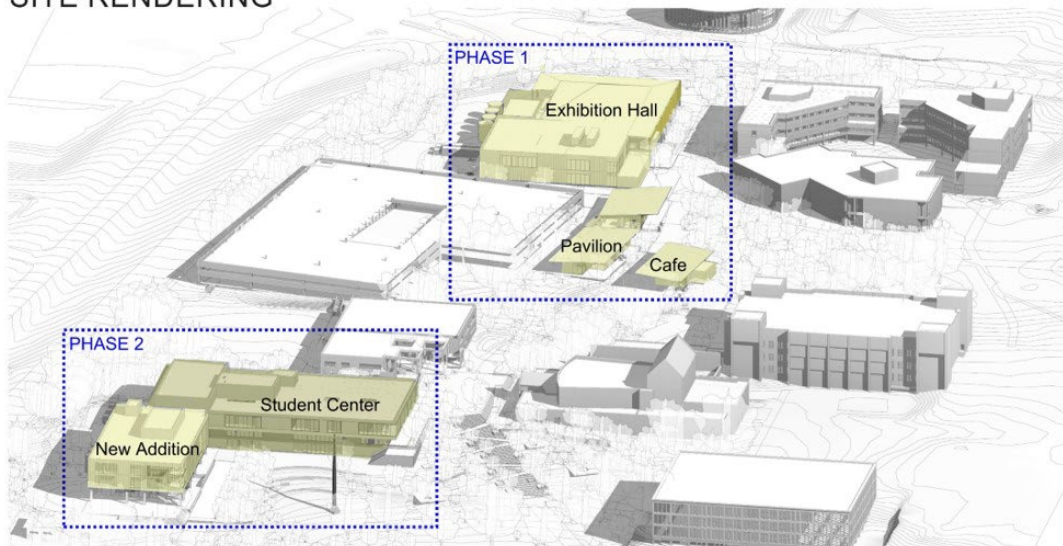 SITE RENDERING
PHASE 1
Exhibition Hall
Pavilion
Cafe
PHASE 2
Student Center
New Addition